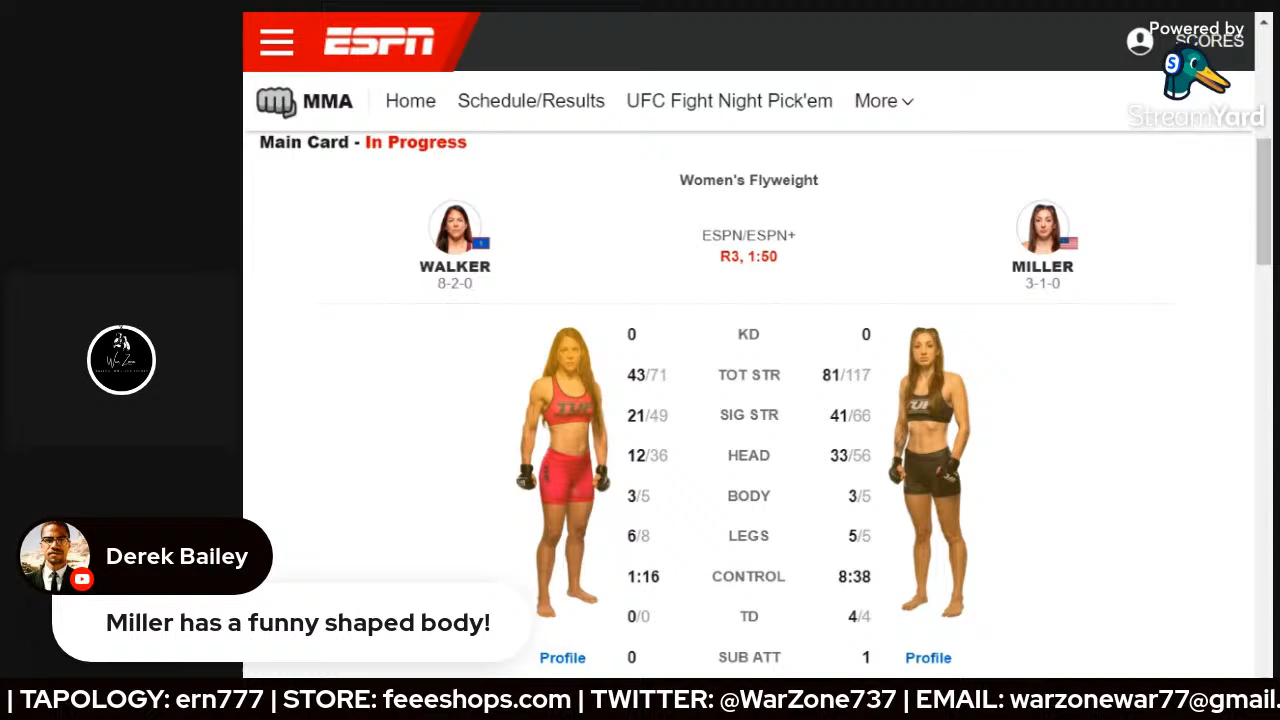 ESPN
Powered by
SCORES
S
StreamYard
MMA
Home
Schedule/Results
UFC Fight Night Pick'em
More
Main Card - In Progress
Women's Flyweight
ESPN/ESPN+
R3, 1:50
WALKER
8-2-0
MILLER
3-1-0
0 KD 0
43/71 TOT STR 81/117
21/49 SIG STR 41/66
12/36 HEAD 33/56
3/5 BODY 3/5
6/8 LEGS 5/5
1:16 CONTROL 8:38
0/0 TD 4/4
Profile 0 SUB ATT 1 Profile
TUF
TUF
War Zone
Derek Bailey
Miller has a funny shaped body!
| TAPOLOGY: ern777 | STORE: feeeshops.com | TWITTER: @WarZone737 | EMAIL: warzonewar77@gmail.